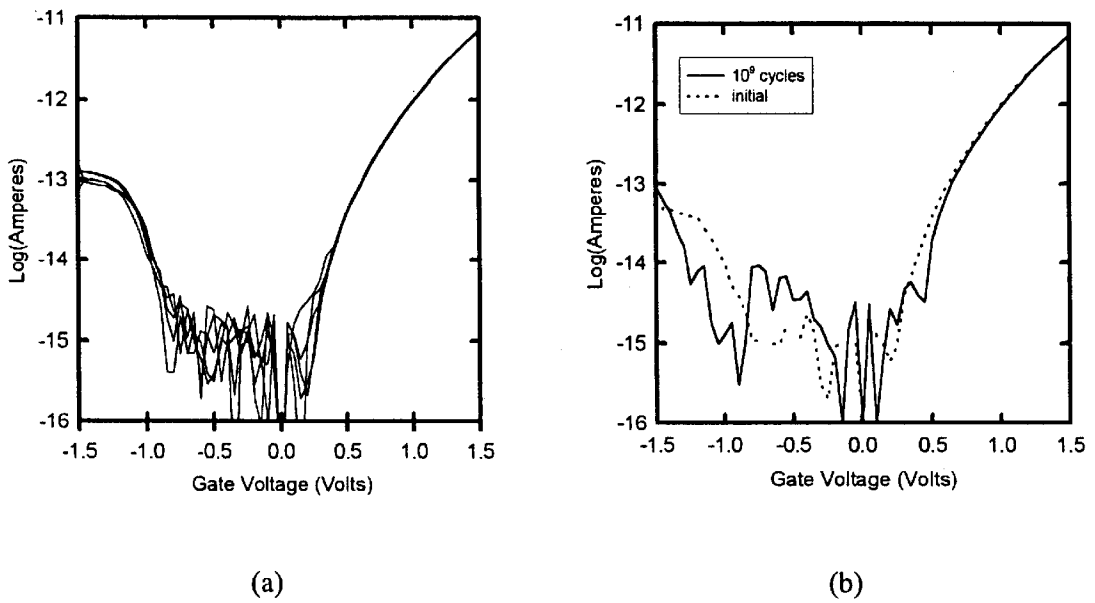 -11
-12
-13
-14
-15
-16
Log(Amperes)
-1.5 -1.0 -0.5 0.0 0.5 1.0 1.5
Gate Voltage (Volts)
(a)
-11
-12
-13
-14
-15
-16
Log(Amperes)
10⁹ cycles
initial
-1.5 -1.0 -0.5 0.0 0.5 1.0 1.5
Gate Voltage (Volts)
(b)